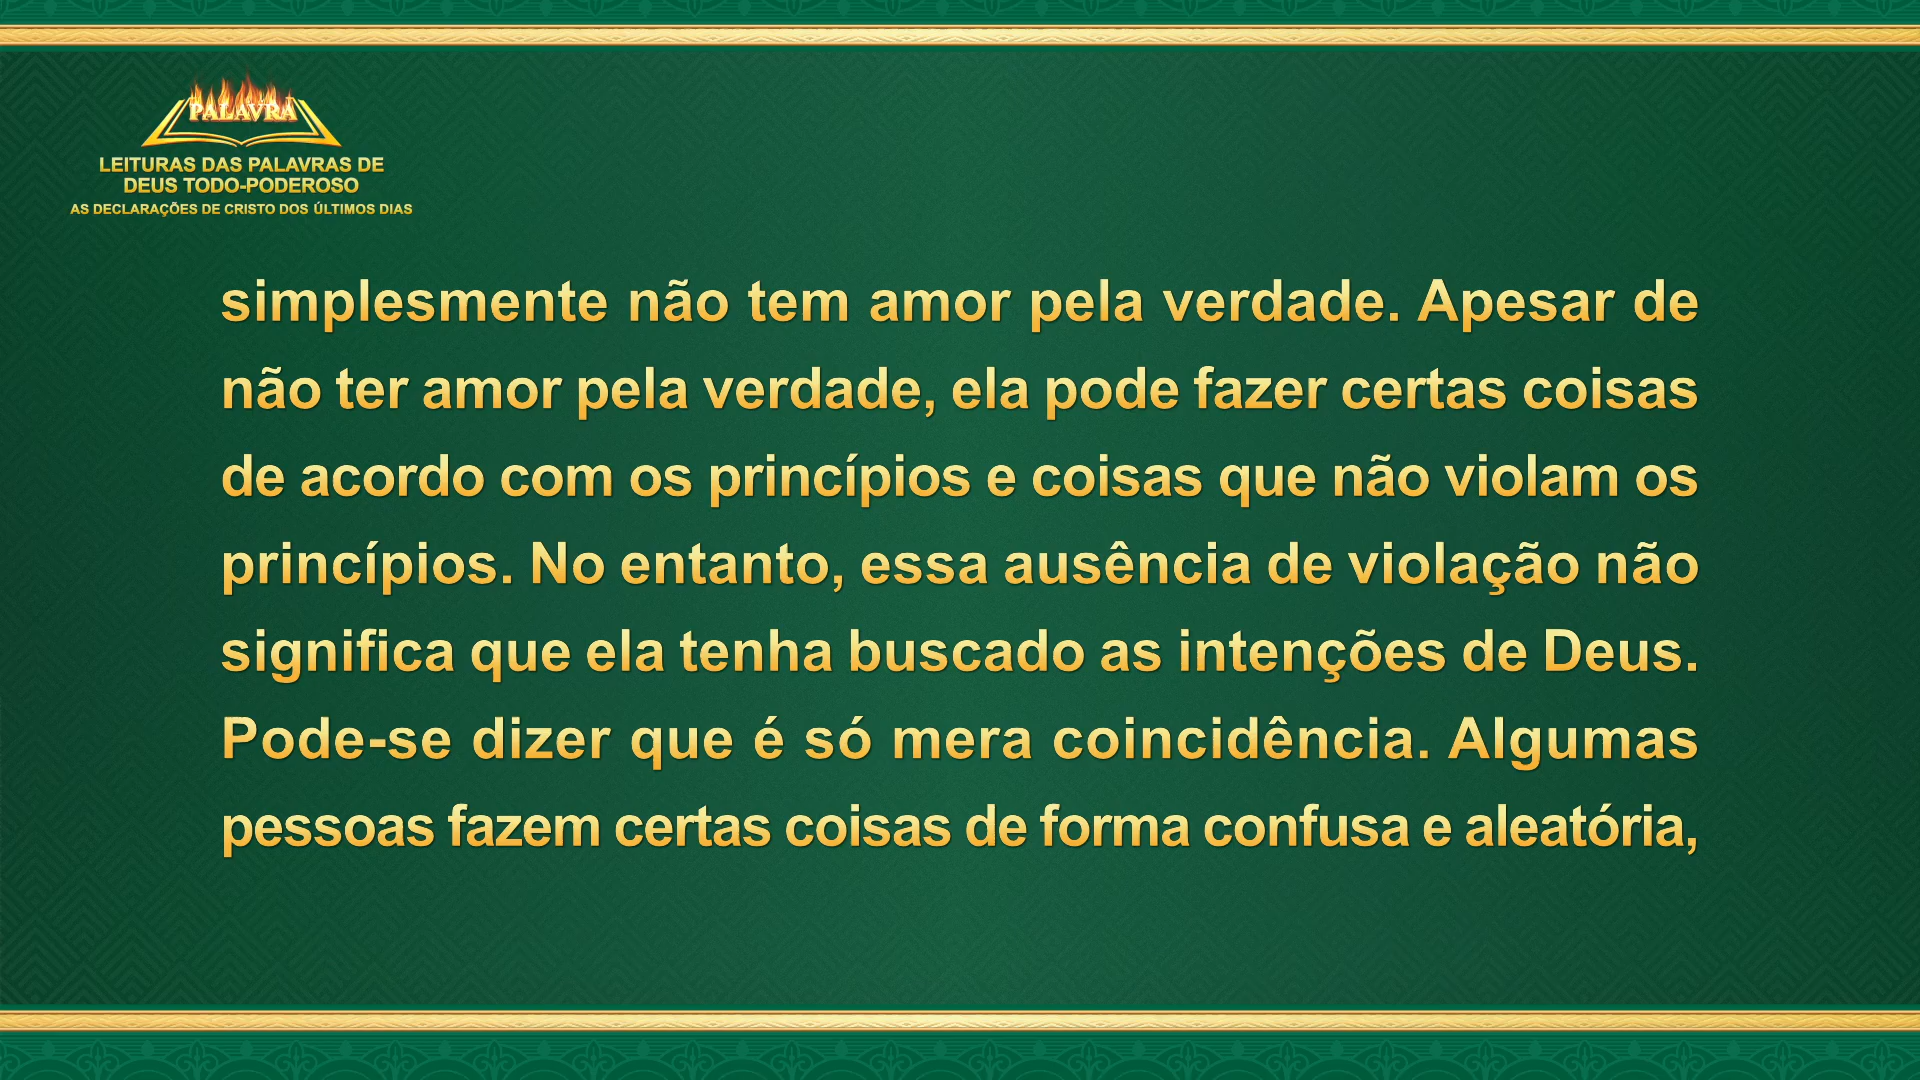 PALAVRA
LEITURAS DAS PALAVRAS DE
DEUS TODO-PODEROSO
AS DECLARAÇÕES DE CRISTO DOS ÚLTIMOS DIAS
simplesmente não tem amor pela verdade. Apesar de
não ter amor pela verdade, ela pode fazer certas coisas
de acordo com os princípios e coisas que não violam os
princípios. No entanto, essa ausência de violação não
significa que ela tenha buscado as intenções de Deus.
Pode-se dizer que é só mera coincidência. Algumas
pessoas fazem certas coisas de forma confusa e aleatória,